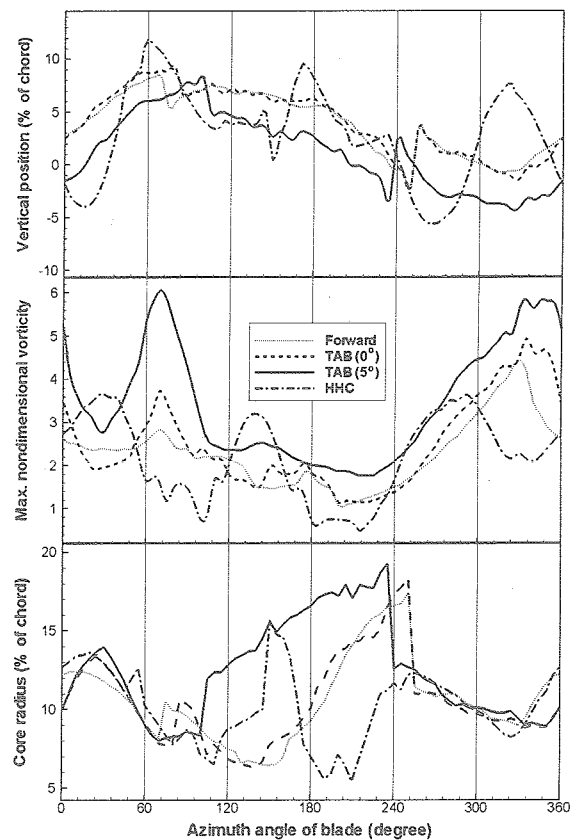 Vertical position (% of chord)
10
5
0
-5
-10
Max. nondimensional vorticity
6
5
4
3
2
1
Forward
TAB (0°)
TAB (5°)
HHC
Core radius (% of chord)
20
15
10
5
0 60 120 180 240 300 360
Azimuth angle of blade (degree)